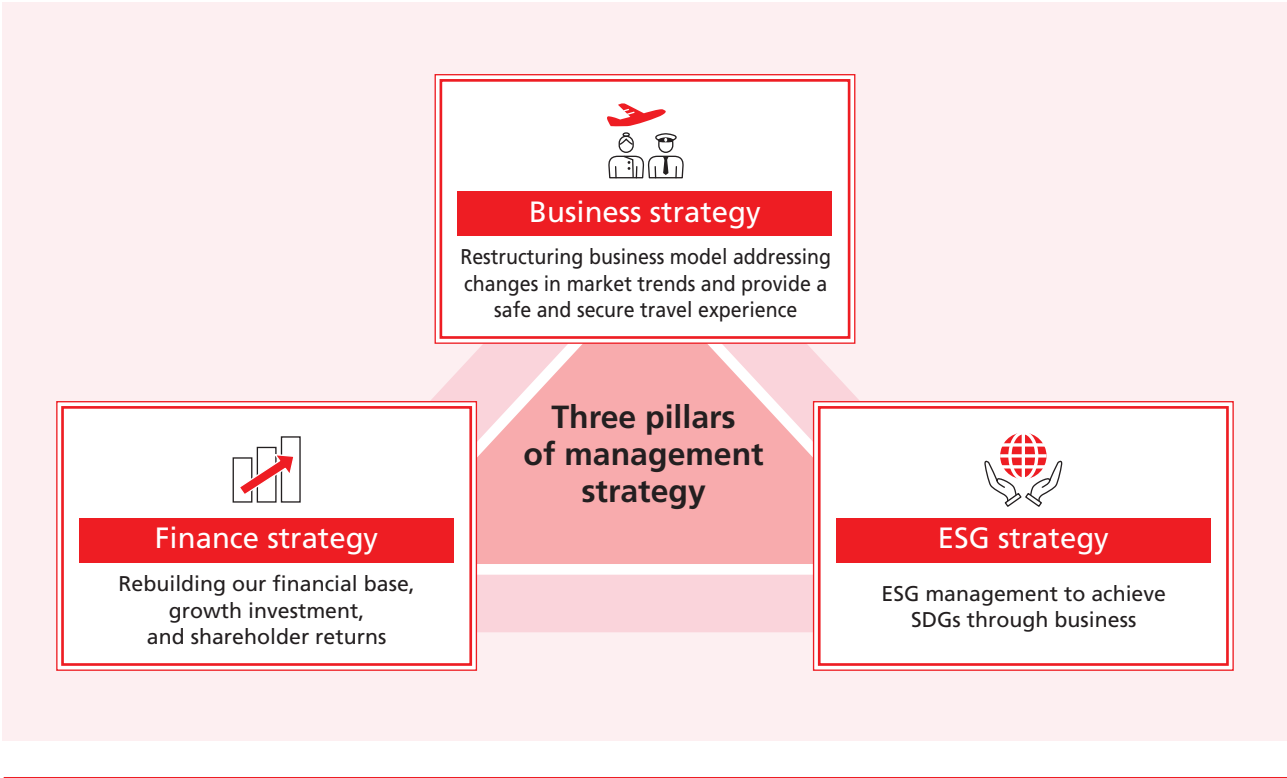 Business strategy
Restructuring business model addressing
changes in market trends and provide a
safe and secure travel experience
Three pillars
of management
strategy
Finance strategy
Rebuilding our financial base,
growth investment,
and shareholder returns
ESG strategy
ESG management to achieve
SDGs through business